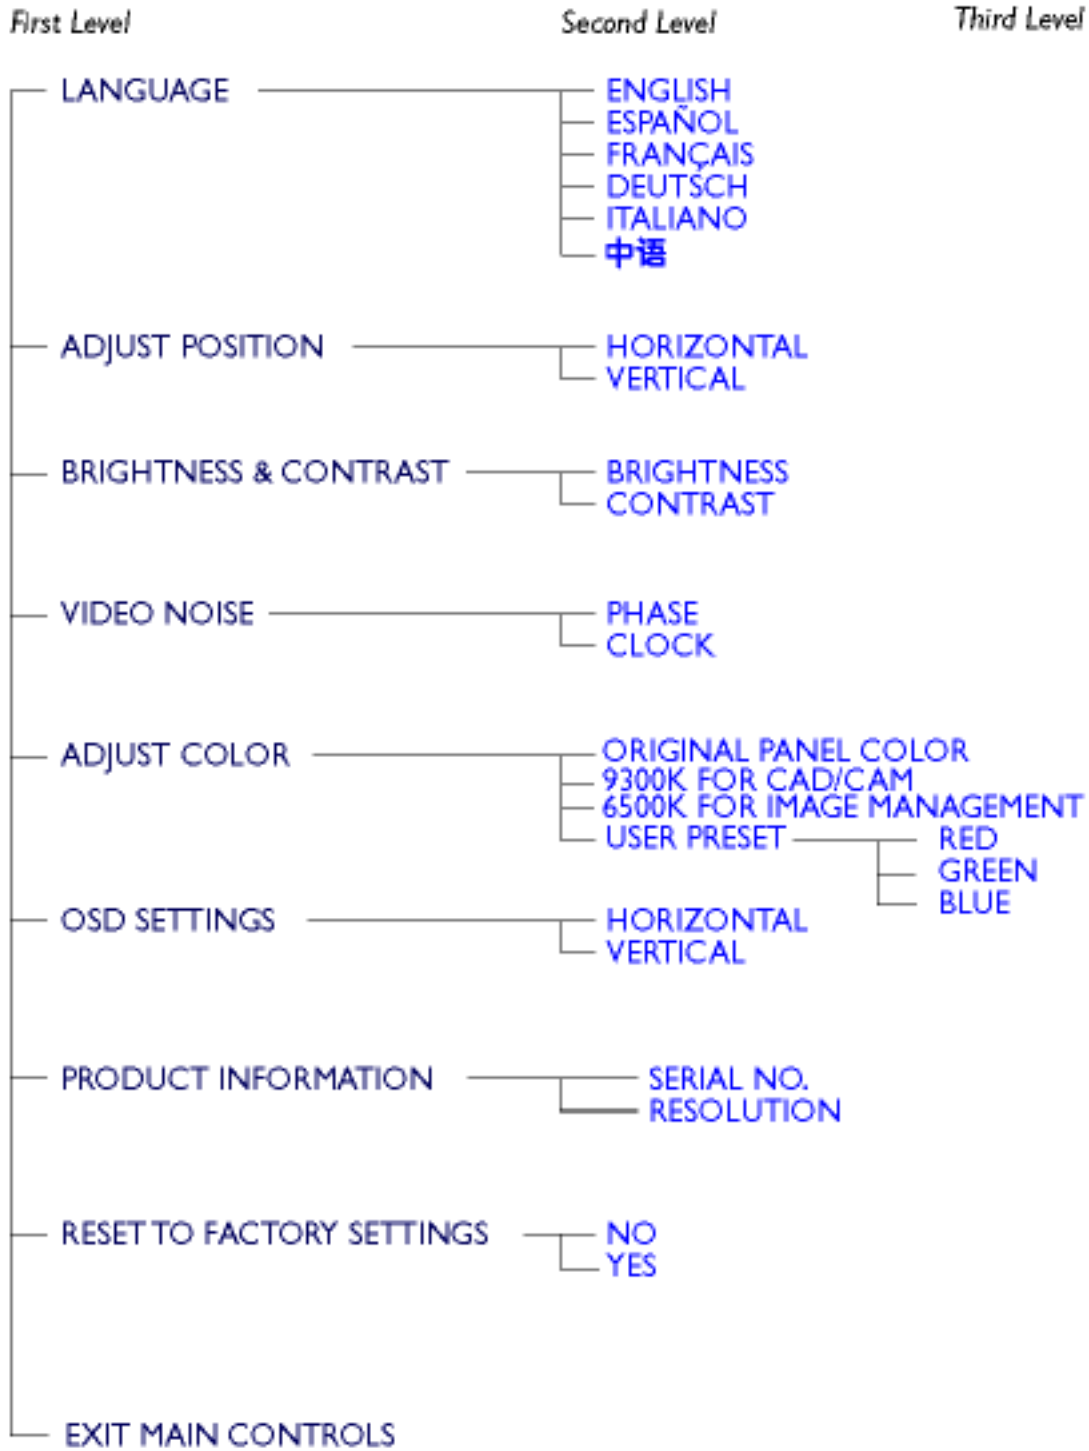 First Level Second Level Third Level
LANGUAGE ENGLISH
ESPAÑOL
FRANÇAIS
DEUTSCH
ITALIANO
中语
ADJUST POSITION HORIZONTAL
VERTICAL
BRIGHTNESS & CONTRAST BRIGHTNESS
CONTRAST
VIDEO NOISE PHASE
CLOCK
ADJUST COLOR ORIGINAL PANEL COLOR
9300K FOR CAD/CAM
6500K FOR IMAGE MANAGEMENT
USER PRESET RED
GREEN
BLUE
OSD SETTINGS HORIZONTAL
VERTICAL
PRODUCT INFORMATION SERIAL NO.
RESOLUTION
RESET TO FACTORY SETTINGS NO
YES
EXIT MAIN CONTROLS